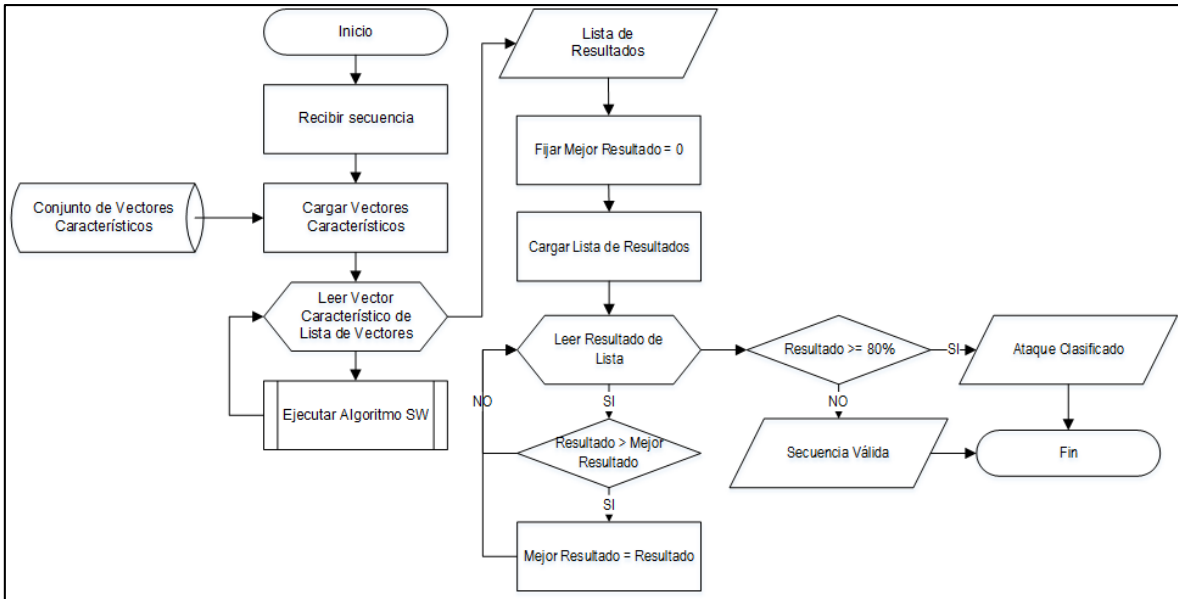 Inicio
Recibir secuencia
Conjunto de Vectores
Característicos
Cargar Vectores
Característicos
Leer Vector
Característico de
Lista de Vectores
Ejecutar Algoritmo SW
Lista de
Resultados
Fijar Mejor Resultado = 0
Cargar Lista de Resultados
Leer Resultado de
Lista
NO
SI
Resultado > Mejor
Resultado
SI
Mejor Resultado = Resultado
Resultado >= 80%
SI
Ataque Clasificado
NO
Secuencia Válida
Fin